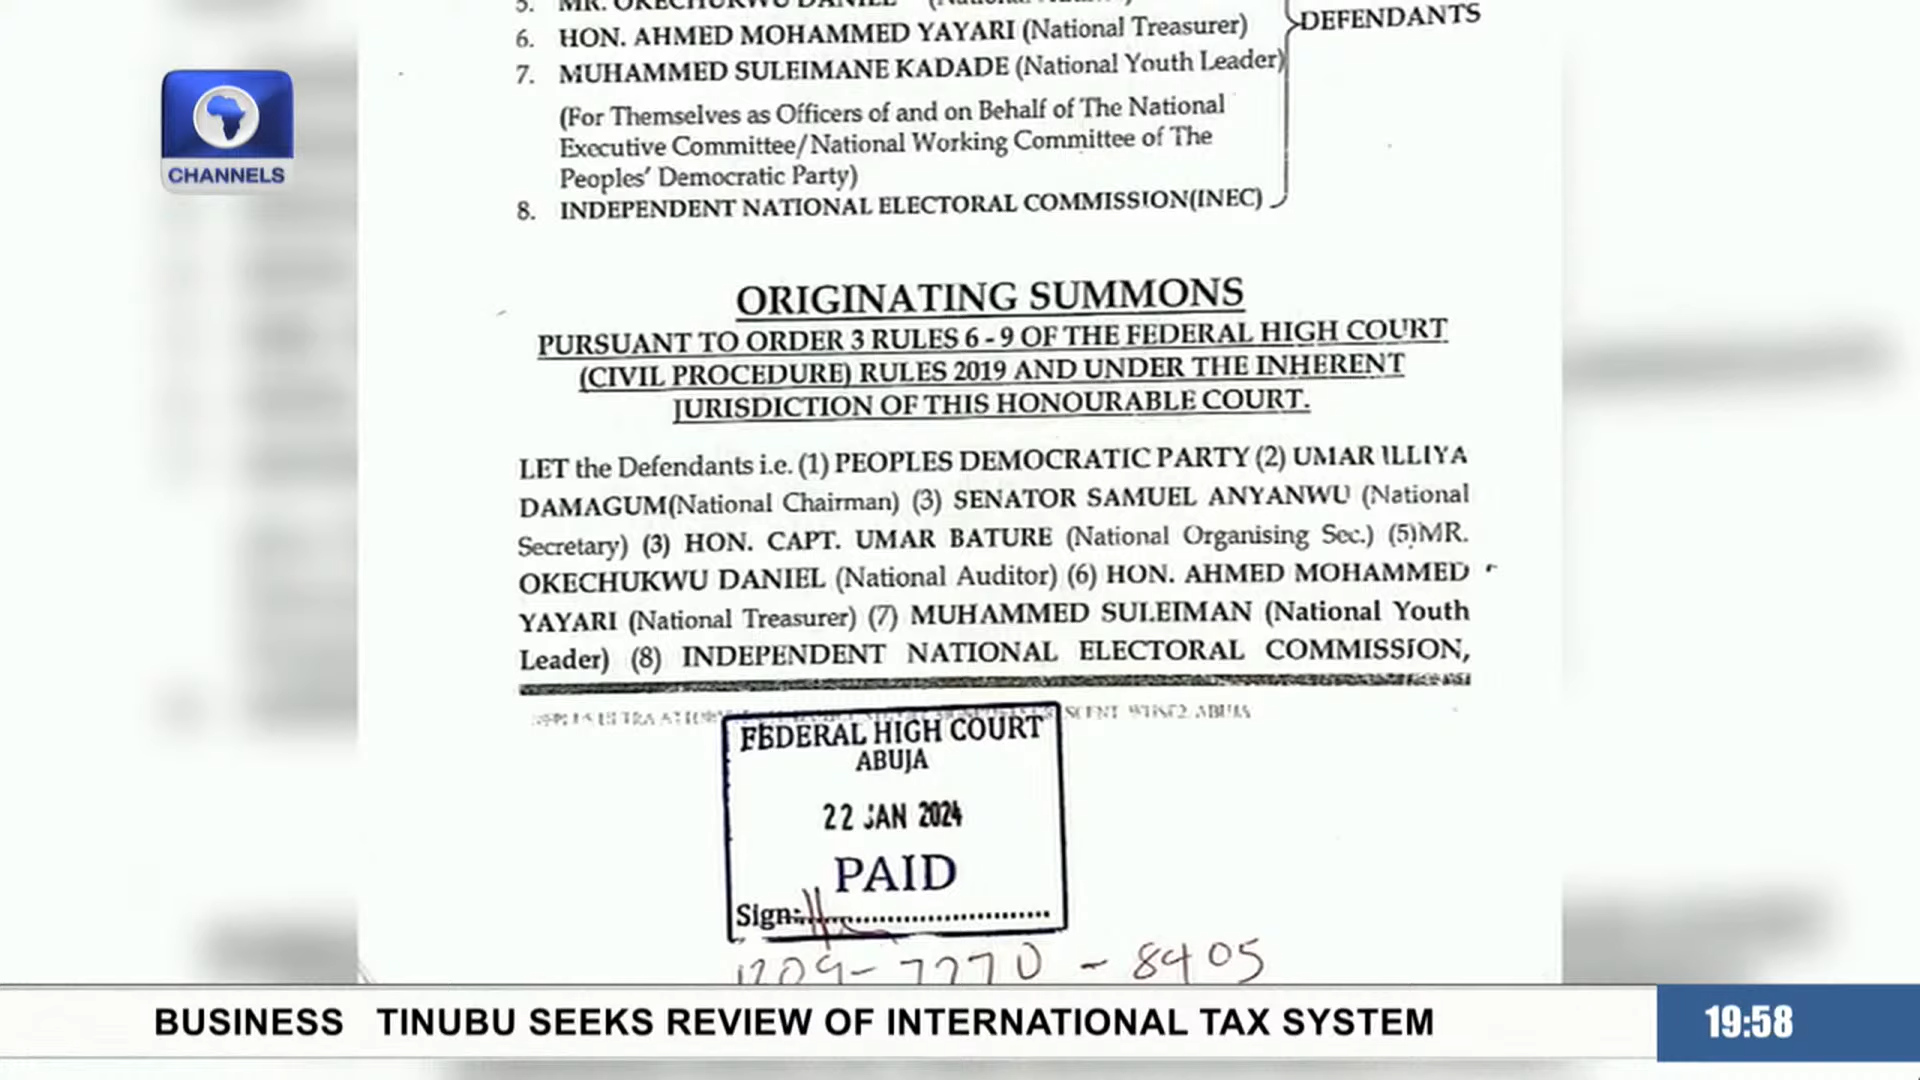 5. MR. OKECHUKWU DANIEL
6. HON. AHMED MOHAMMED YAYARI (National Treasurer)
DEFENDANTS
7. MUHAMMED SULEIMANE KADADE (National Youth Leader)
(For Themselves as Officers of and on Behalf of The National
Executive Committee/National Working Committee of The
Peoples' Democratic Party)
8. INDEPENDENT NATIONAL ELECTORAL COMMISSION(INEC)
CHANNELS
ORIGINATING SUMMONS
PURSUANT TO ORDER 3 RULES 6 - 9 OF THE FEDERAL HIGH COURT
(CIVIL PROCEDURE) RULES 2019 AND UNDER THE INHERENT
JURISDICTION OF THIS HONOURABLE COURT.
LET the Defendants i.e. (1) PEOPLES DEMOCRATIC PARTY (2) UMAR ILLIYA
DAMAGUM(National Chairman) (3) SENATOR SAMUEL ANYANWU (National
Secretary) (3) HON. CAPT. UMAR BATURE (National Organising Sec.) (5)MR.
OKECHUKWU DANIEL (National Auditor) (6) HON. AHMED MOHAMMED
YAYARI (National Treasurer) (7) MUHAMMED SULEIMAN (National Youth
Leader) (8) INDEPENDENT NATIONAL ELECTORAL COMMISSION,
ABUJA
FEDERAL HIGH COURT
ABUJA
22 JAN 2024
PAID
Sign:
1209-7770-8405
BUSINESS TINUBU SEEKS REVIEW OF INTERNATIONAL TAX SYSTEM
19:58